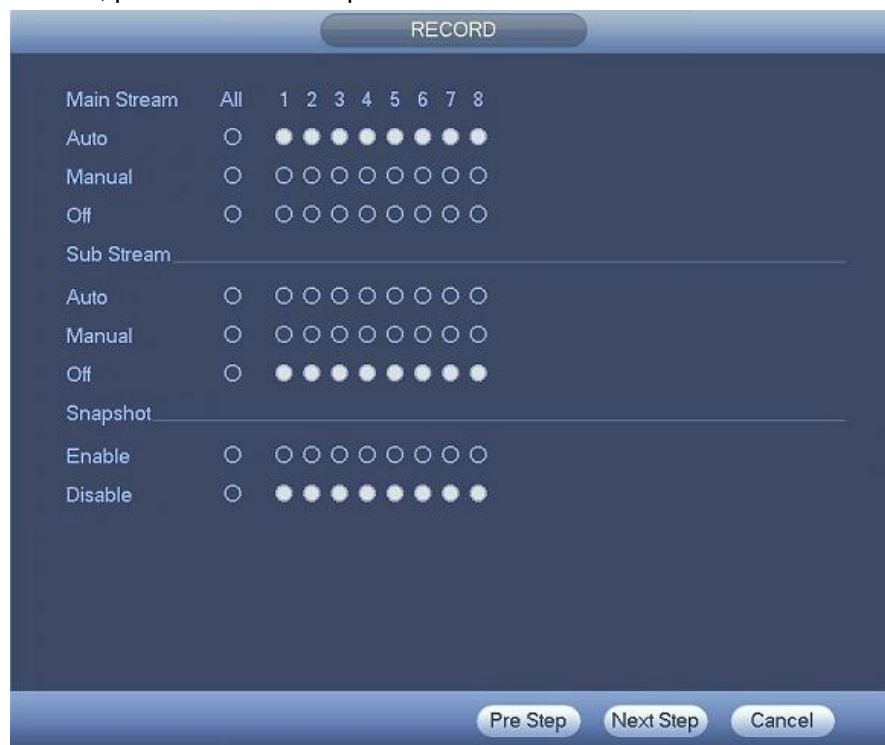 RECORD
Main Stream All 1 2 3 4 5 6 7 8
Auto
Manual
Off
Sub Stream
Auto
Manual
Off
Snapshot
Enable
Disable
Pre Step Next Step Cancel